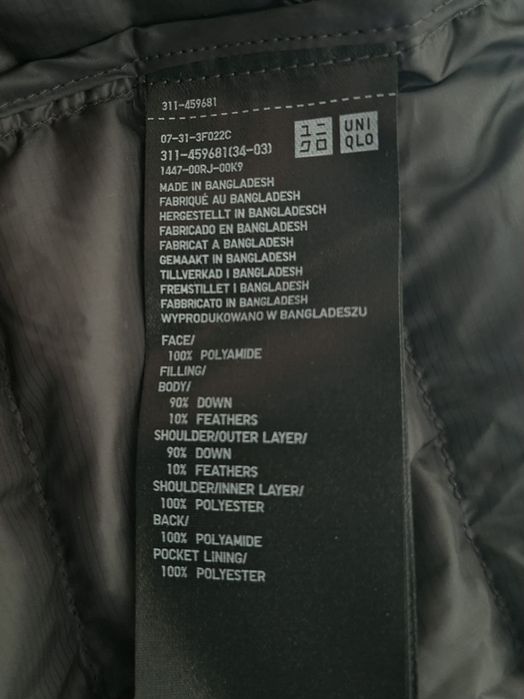 311-459681
07-31-3F022C
311-459681(34-03)
1447-00RJ-00K9
ユニ
クロ
UNI
QLO
MADE IN BANGLADESH
FABRIQUÉ AU BANGLADESH
HERGESTELLT IN BANGLADESCH
FABRICADO EN BANGLADESH
FABRICAT A BANGLADESH
GEMAAKT IN BANGLADESH
TILLVERKAD I BANGLADESH
FREMSTILLET I BANGLADESH
FABBRICATO IN BANGLADESH
WYPRODUKOWANO W BANGLADESZU
FACE/
100% POLYAMIDE
FILLING/
BODY/
90% DOWN
10% FEATHERS
SHOULDER/OUTER LAYER/
90% DOWN
10% FEATHERS
SHOULDER/INNER LAYER/
100% POLYESTER
BACK/
100% POLYAMIDE
POCKET LINING/
100% POLYESTER